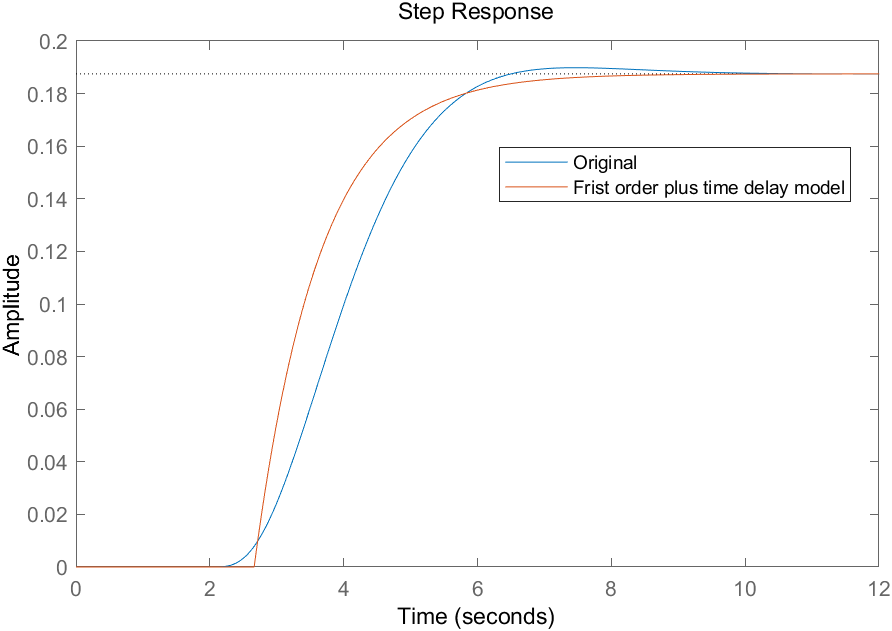 Step Response
0.2
0.18
0.16
0.14
0.12
0.1
0.08
0.06
0.04
0.02
0
Amplitude
Original
Frist order plus time delay model
0 2 4 6 8 10 12
Time (seconds)